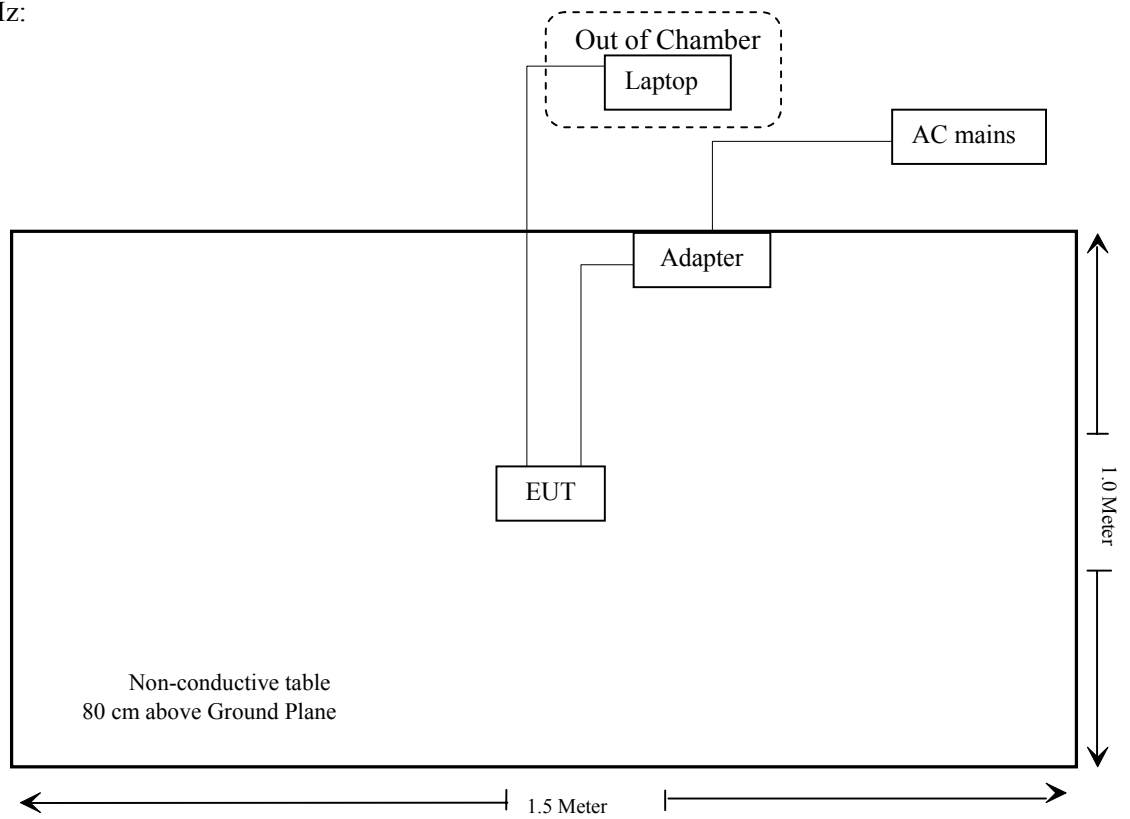 Out of Chamber
Laptop
AC mains
Adapter
EUT
1.0 Meter
Non-conductive table
80 cm above Ground Plane
1.5 Meter